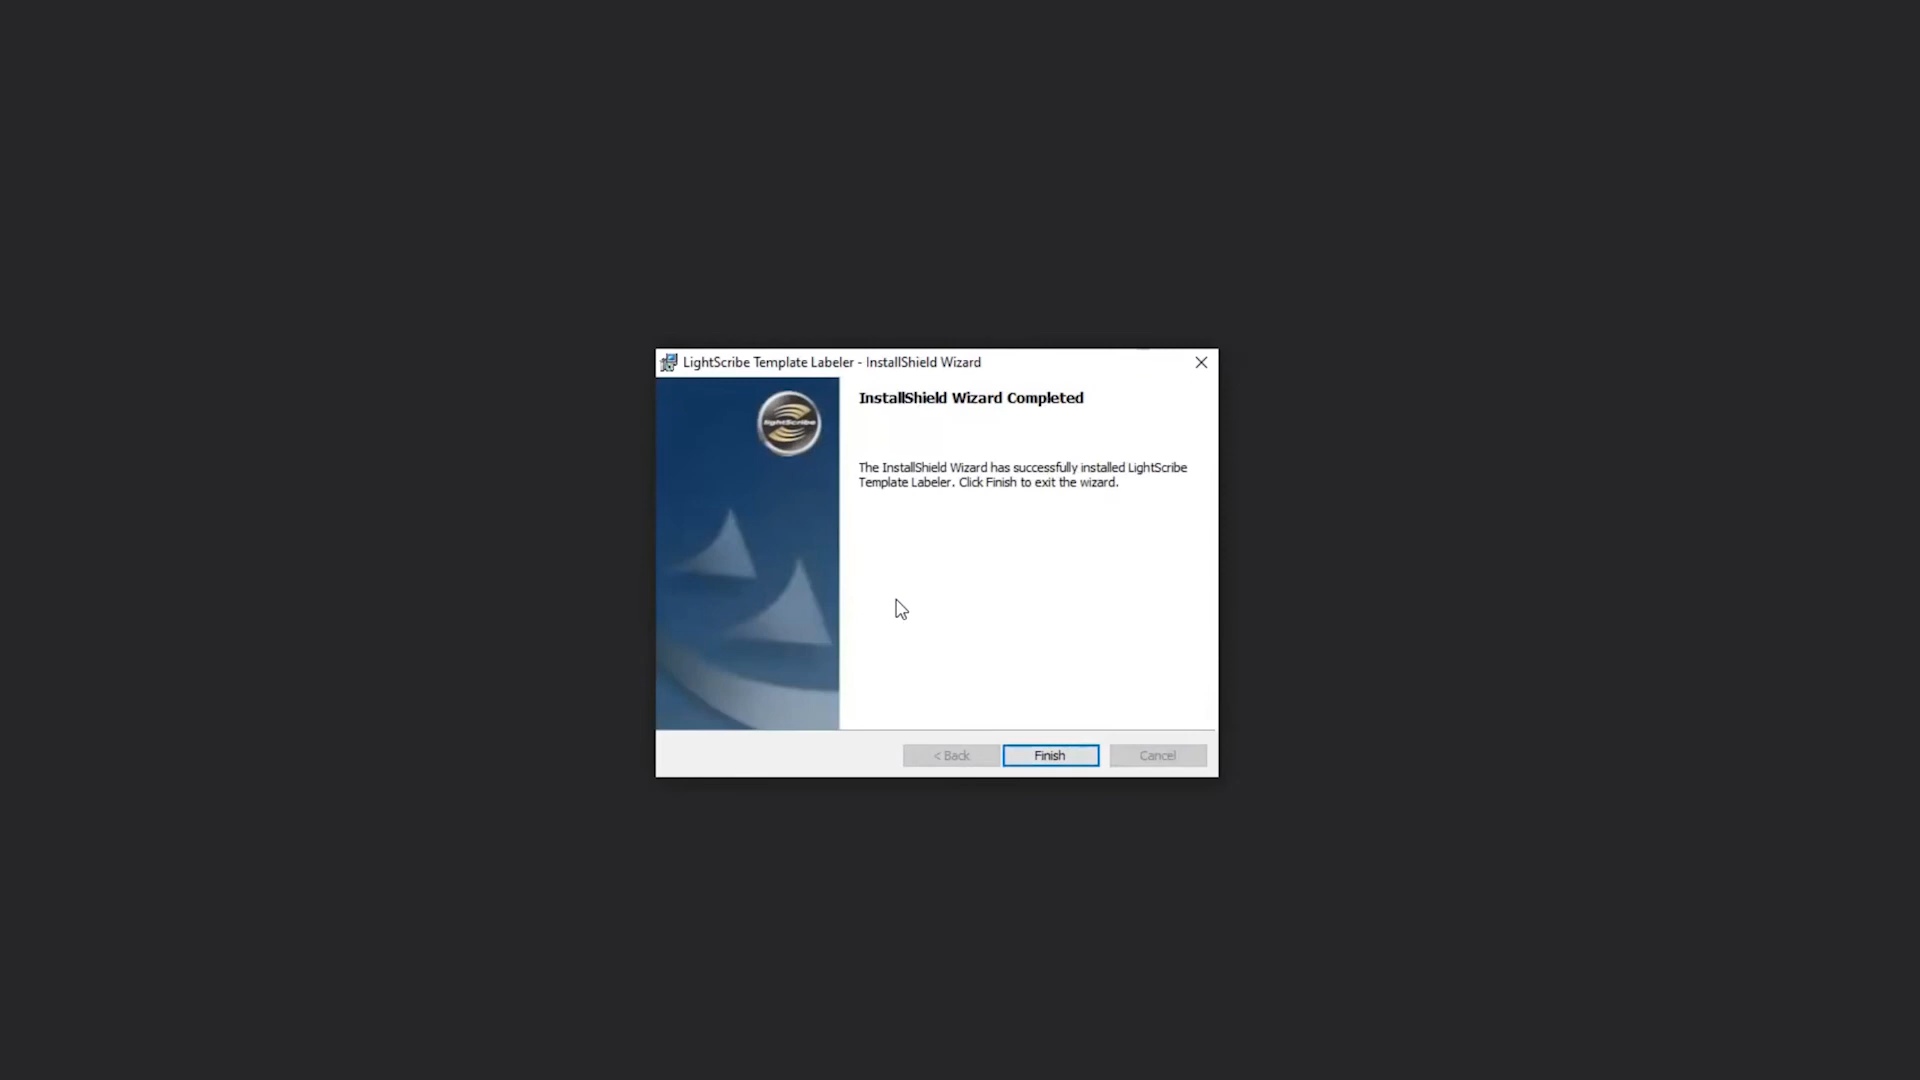 LightScribe Template Labeler - InstallShield Wizard
lightScribe
InstallShield Wizard Completed
The InstallShield Wizard has successfully installed LightScribe
Template Labeler. Click Finish to exit the wizard.
< Back
Finish
Cancel